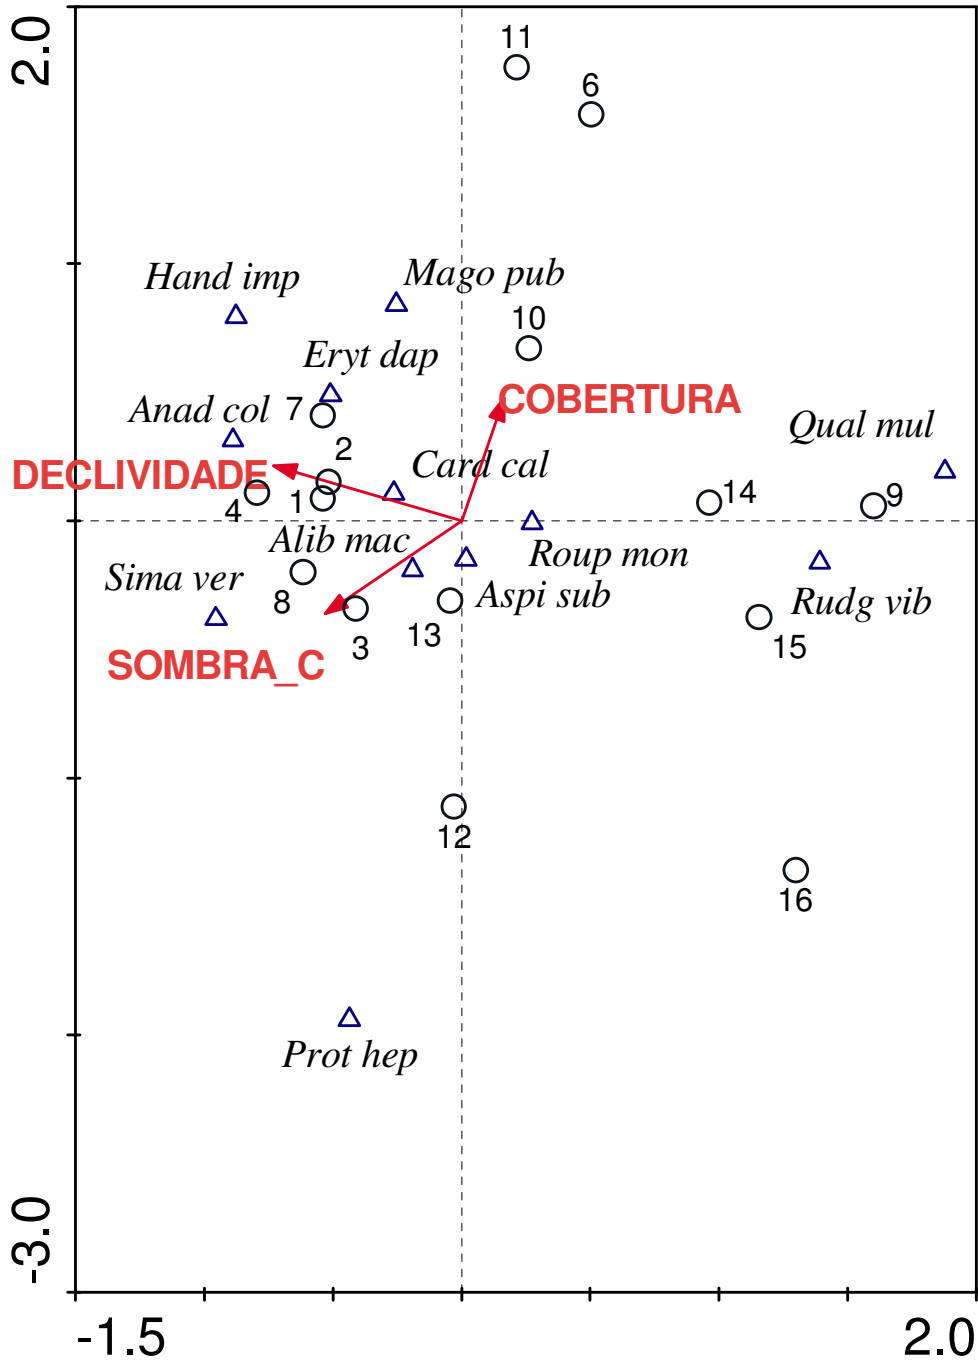 2.0
11
6
Hand imp
Mago pub
10
Eryt dap
COBERTURA
Anad col
7
Qual mul
2
Card cal
DECLIVIDADE
4
1
14
9
Alib mac
Roup mon
Sima ver
8
Aspi sub
Rudg vib
3
13
15
SOMBRA_C
12
16
Prot hep
-3.0
-1.5
2.0